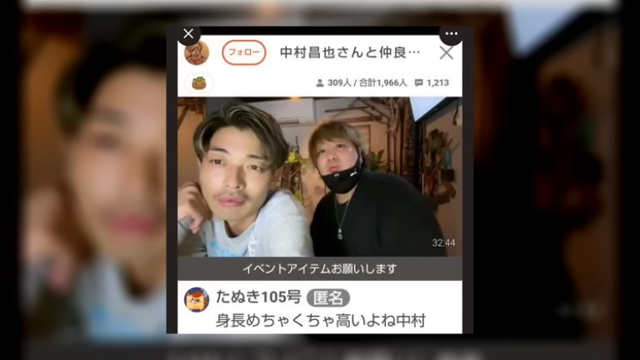 フォロー 中村昌也さんと仲良…
309人 / 合計1,966人 1,213
32:44
イベントアイテムお願いします
たぬき105号 匿名
身長めちゃくちゃ高いよね中村